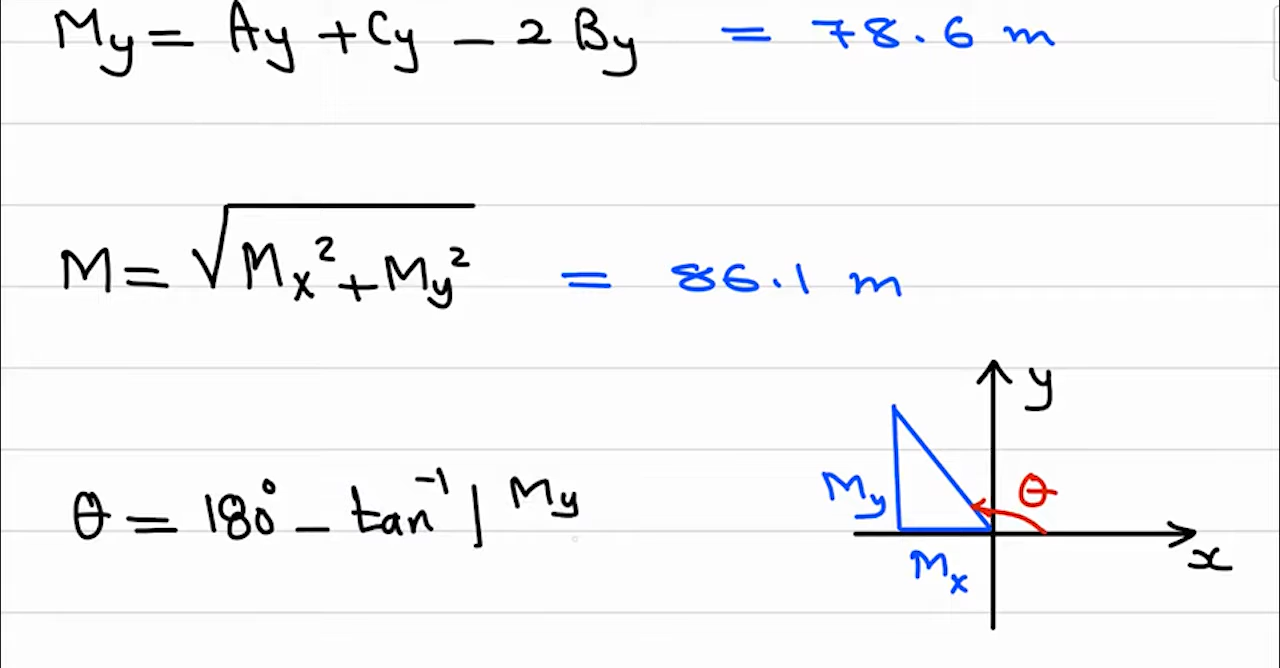 My = Ay + Cy − 2 By = 78.6 m
M = √(Mx² + My²) = 86.1 m
y
θ = 180° − tan⁻¹ | My
My
θ
Mx
x